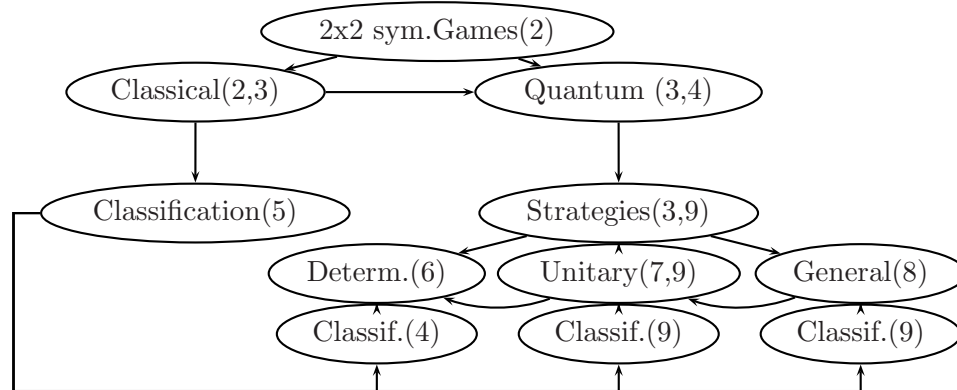 2x2 sym.Games(2)
Classical(2,3)
Quantum (3,4)
Classification(5)
Strategies(3,9)
Determ.(6)
Unitary(7,9)
General(8)
Classif.(4)
Classif.(9)
Classif.(9)